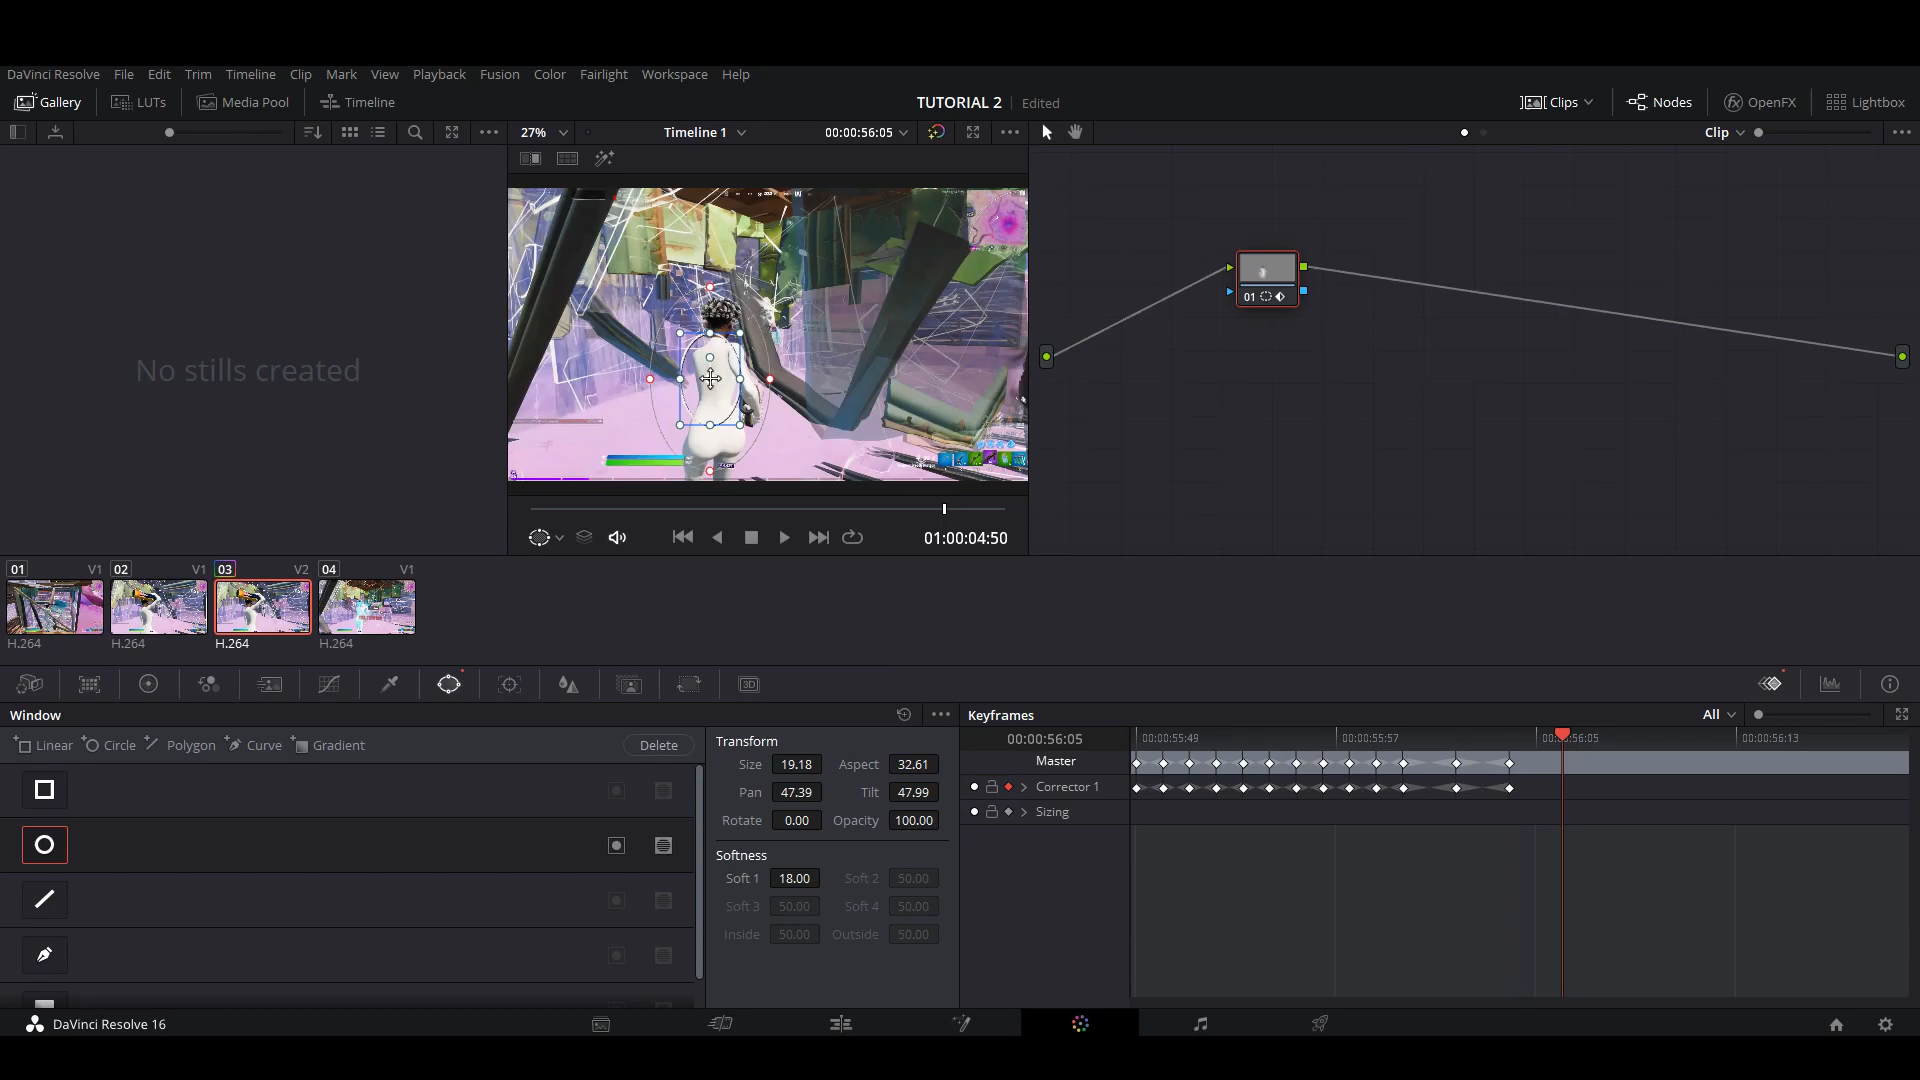 DaVinci Resolve File Edit Trim Timeline Clip Mark View Playback Fusion Color Fairlight Workspace Help
Gallery LUTs Media Pool Timeline TUTORIAL 2 Edited Clips Nodes OpenFX Lightbox
27% Timeline 1 00:00:56:05 Clip
No stills created
01
01:00:04:50
01 V1 02 V1 03 V2 04 V1
H.264 H.264 H.264 H.264
3D
Window Keyframes All
Linear Circle Polygon Curve Gradient Delete
Transform
Size 19.18 Aspect 32.61
Pan 47.39 Tilt 47.99
Rotate 0.00 Opacity 100.00
Softness
Soft 1 18.00 Soft 2 50.00
Soft 3 50.00 Soft 4 50.00
Inside 50.00 Outside 50.00
00:00:56:05 00:00:55:49 00:00:55:57 00:00:56:05 00:00:56:13
Master
Corrector 1
Sizing
DaVinci Resolve 16